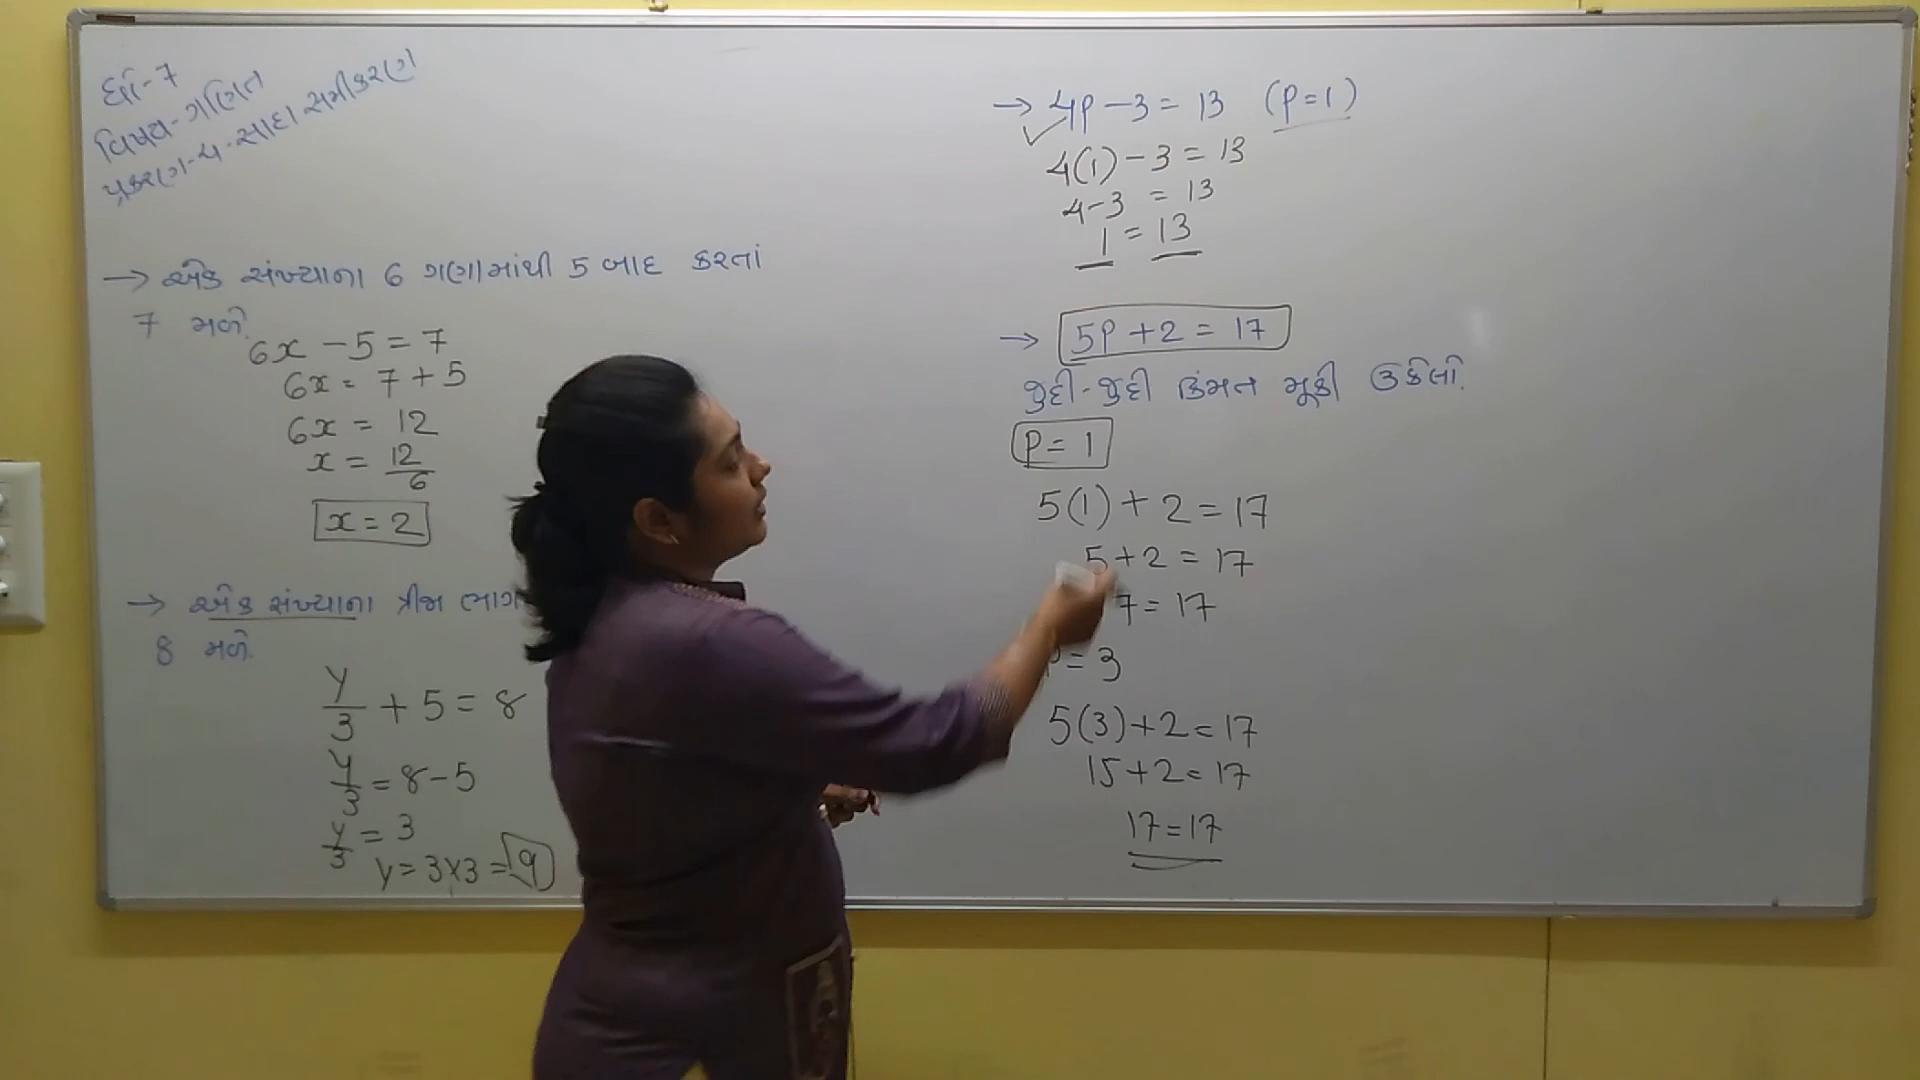 ધો-7
વિષય-ગણિત
પ્રકરણ-4-સાદા સમીકરણ
→ એક સંખ્યાના 6 ગણામાંથી 5 બાદ કરતાં
7 મળે.
6x - 5 = 7
6x = 7 + 5
6x = 12
x = 12/6
x = 2
→ એક સંખ્યાના ત્રીજા ભાગ
8 મળે.
y/3 + 5 = 8
y/3 = 8 - 5
y/3 = 3
y = 3x3 = 9
→ 4p - 3 = 13 (p = 1)
4(1) - 3 = 13
4 - 3 = 13
1 = 13
→ 5p + 2 = 17
જુદી-જુદી કિંમત મૂકી ઉકેલો.
p = 1
5(1) + 2 = 17
5 + 2 = 17
7 = 17
p = 3
5(3) + 2 = 17
15 + 2 = 17
17 = 17